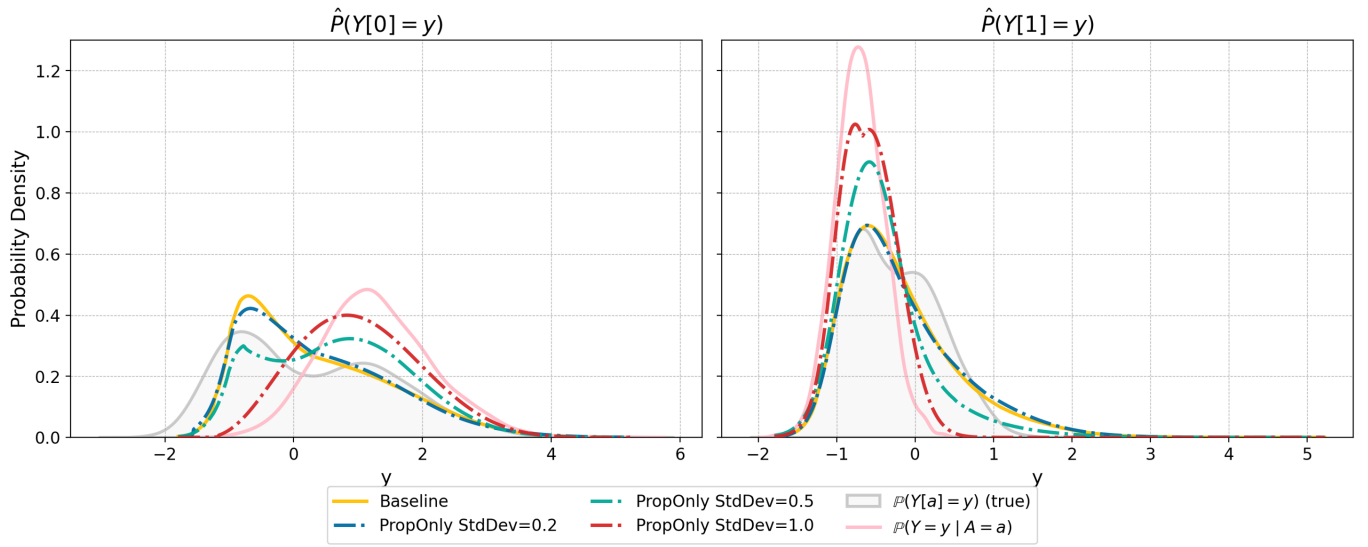 P̂(Y[0] = y)
P̂(Y[1] = y)
Probability Density
1.2
1.0
0.8
0.6
0.4
0.2
0.0
−2 0 2 4 6
−2 −1 0 1 2 3 4 5
y
y
Baseline
PropOnly StdDev=0.2
PropOnly StdDev=0.5
PropOnly StdDev=1.0
ℙ(Y[a] = y) (true)
ℙ(Y = y | A = a)